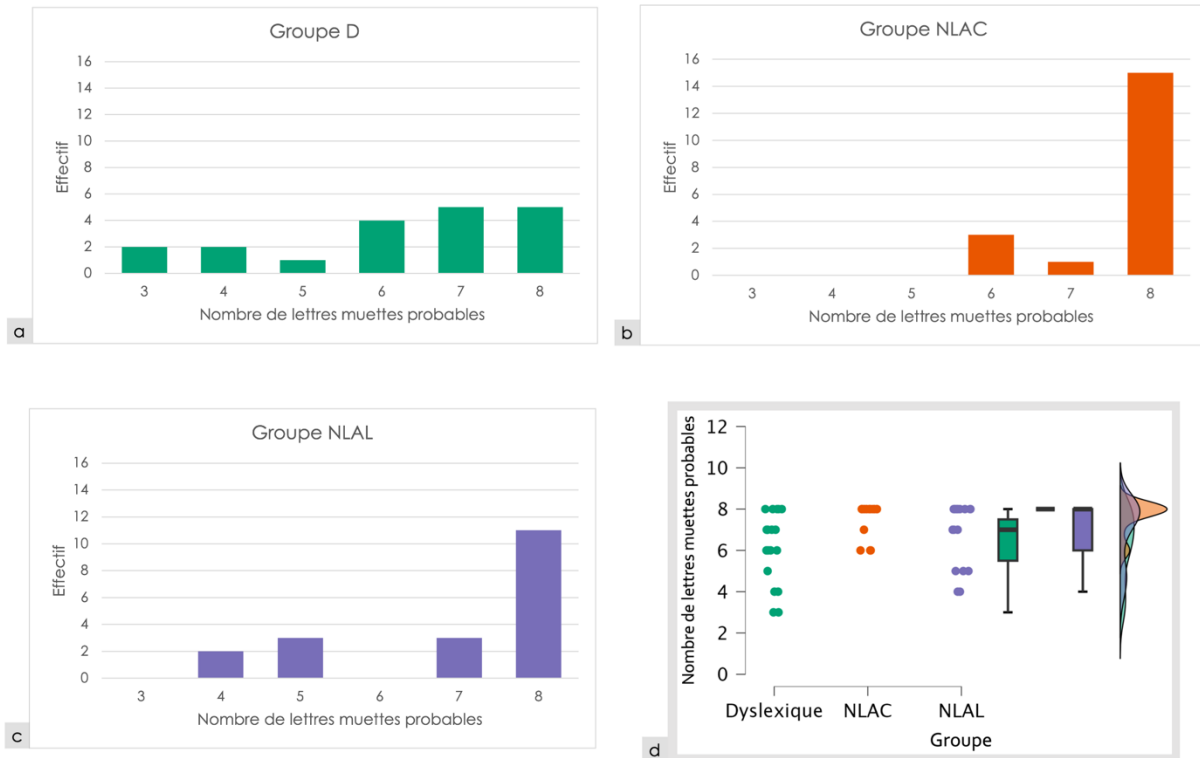 Groupe D
16
14
12
10
8
6
4
2
0
Effectif
3 4 5 6 7 8
Nombre de lettres muettes probables
a
Groupe NLAC
16
14
12
10
8
6
4
2
0
Effectif
3 4 5 6 7 8
Nombre de lettres muettes probables
b
Groupe NLAL
16
14
12
10
8
6
4
2
0
Effectif
3 4 5 6 7 8
Nombre de lettres muettes probables
c
Nombre de lettres muettes probables
12
10
8
6
4
2
0
Dyslexique NLAC NLAL
Groupe
d